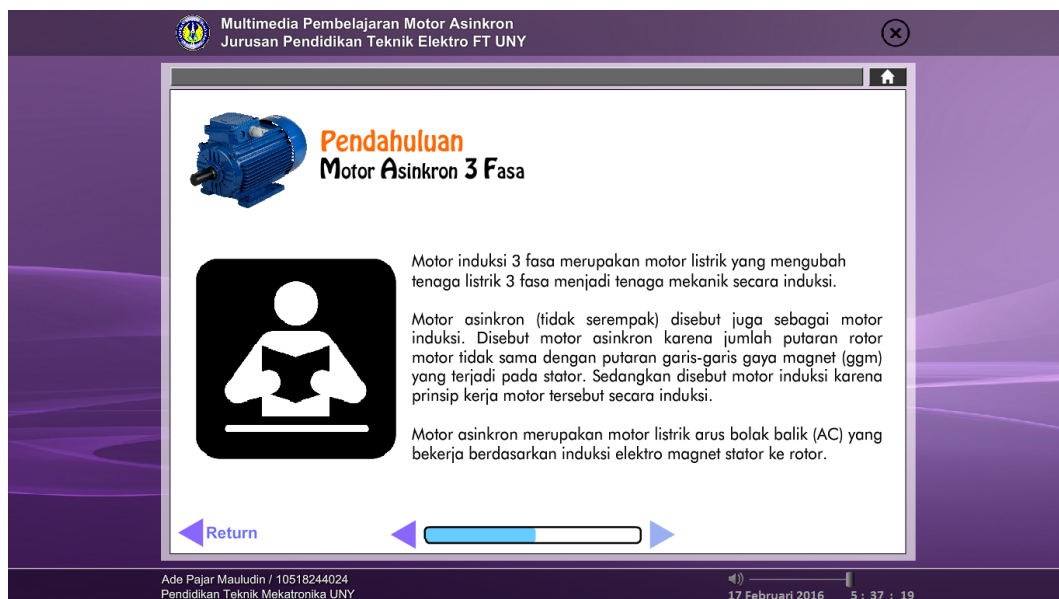 Multimedia Pembelajaran Motor Asinkron
Jurusan Pendidikan Teknik Elektro FT UNY
Pendahuluan
Motor Asinkron 3 Fasa
Motor induksi 3 fasa merupakan motor listrik yang mengubah
tenaga listrik 3 fasa menjadi tenaga mekanik secara induksi.
Motor asinkron (tidak serempak) disebut juga sebagai motor
induksi. Disebut motor asinkron karena jumlah putaran rotor
motor tidak sama dengan putaran garis-garis gaya magnet (ggm)
yang terjadi pada stator. Sedangkan disebut motor induksi karena
prinsip kerja motor tersebut secara induksi.
Motor asinkron merupakan motor listrik arus bolak balik (AC) yang
bekerja berdasarkan induksi elektro magnet stator ke rotor.
Return
Ade Pajar Mauludin / 10518244024
Pendidikan Teknik Mekatronika UNY
17 Februari 2016 5 : 37 : 19